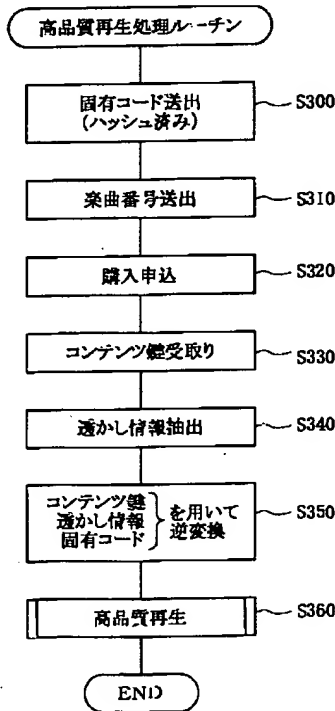 高品質再生処理ルーチン
固有コード送出
(ハッシュ済み)
S300
楽曲番号送出
S310
購入申込
S320
コンテンツ鍵受取り
S330
透かし情報抽出
S340
コンテンツ鍵
透かし情報
固有コード
を用いて
逆変換
S350
高品質再生
S360
END